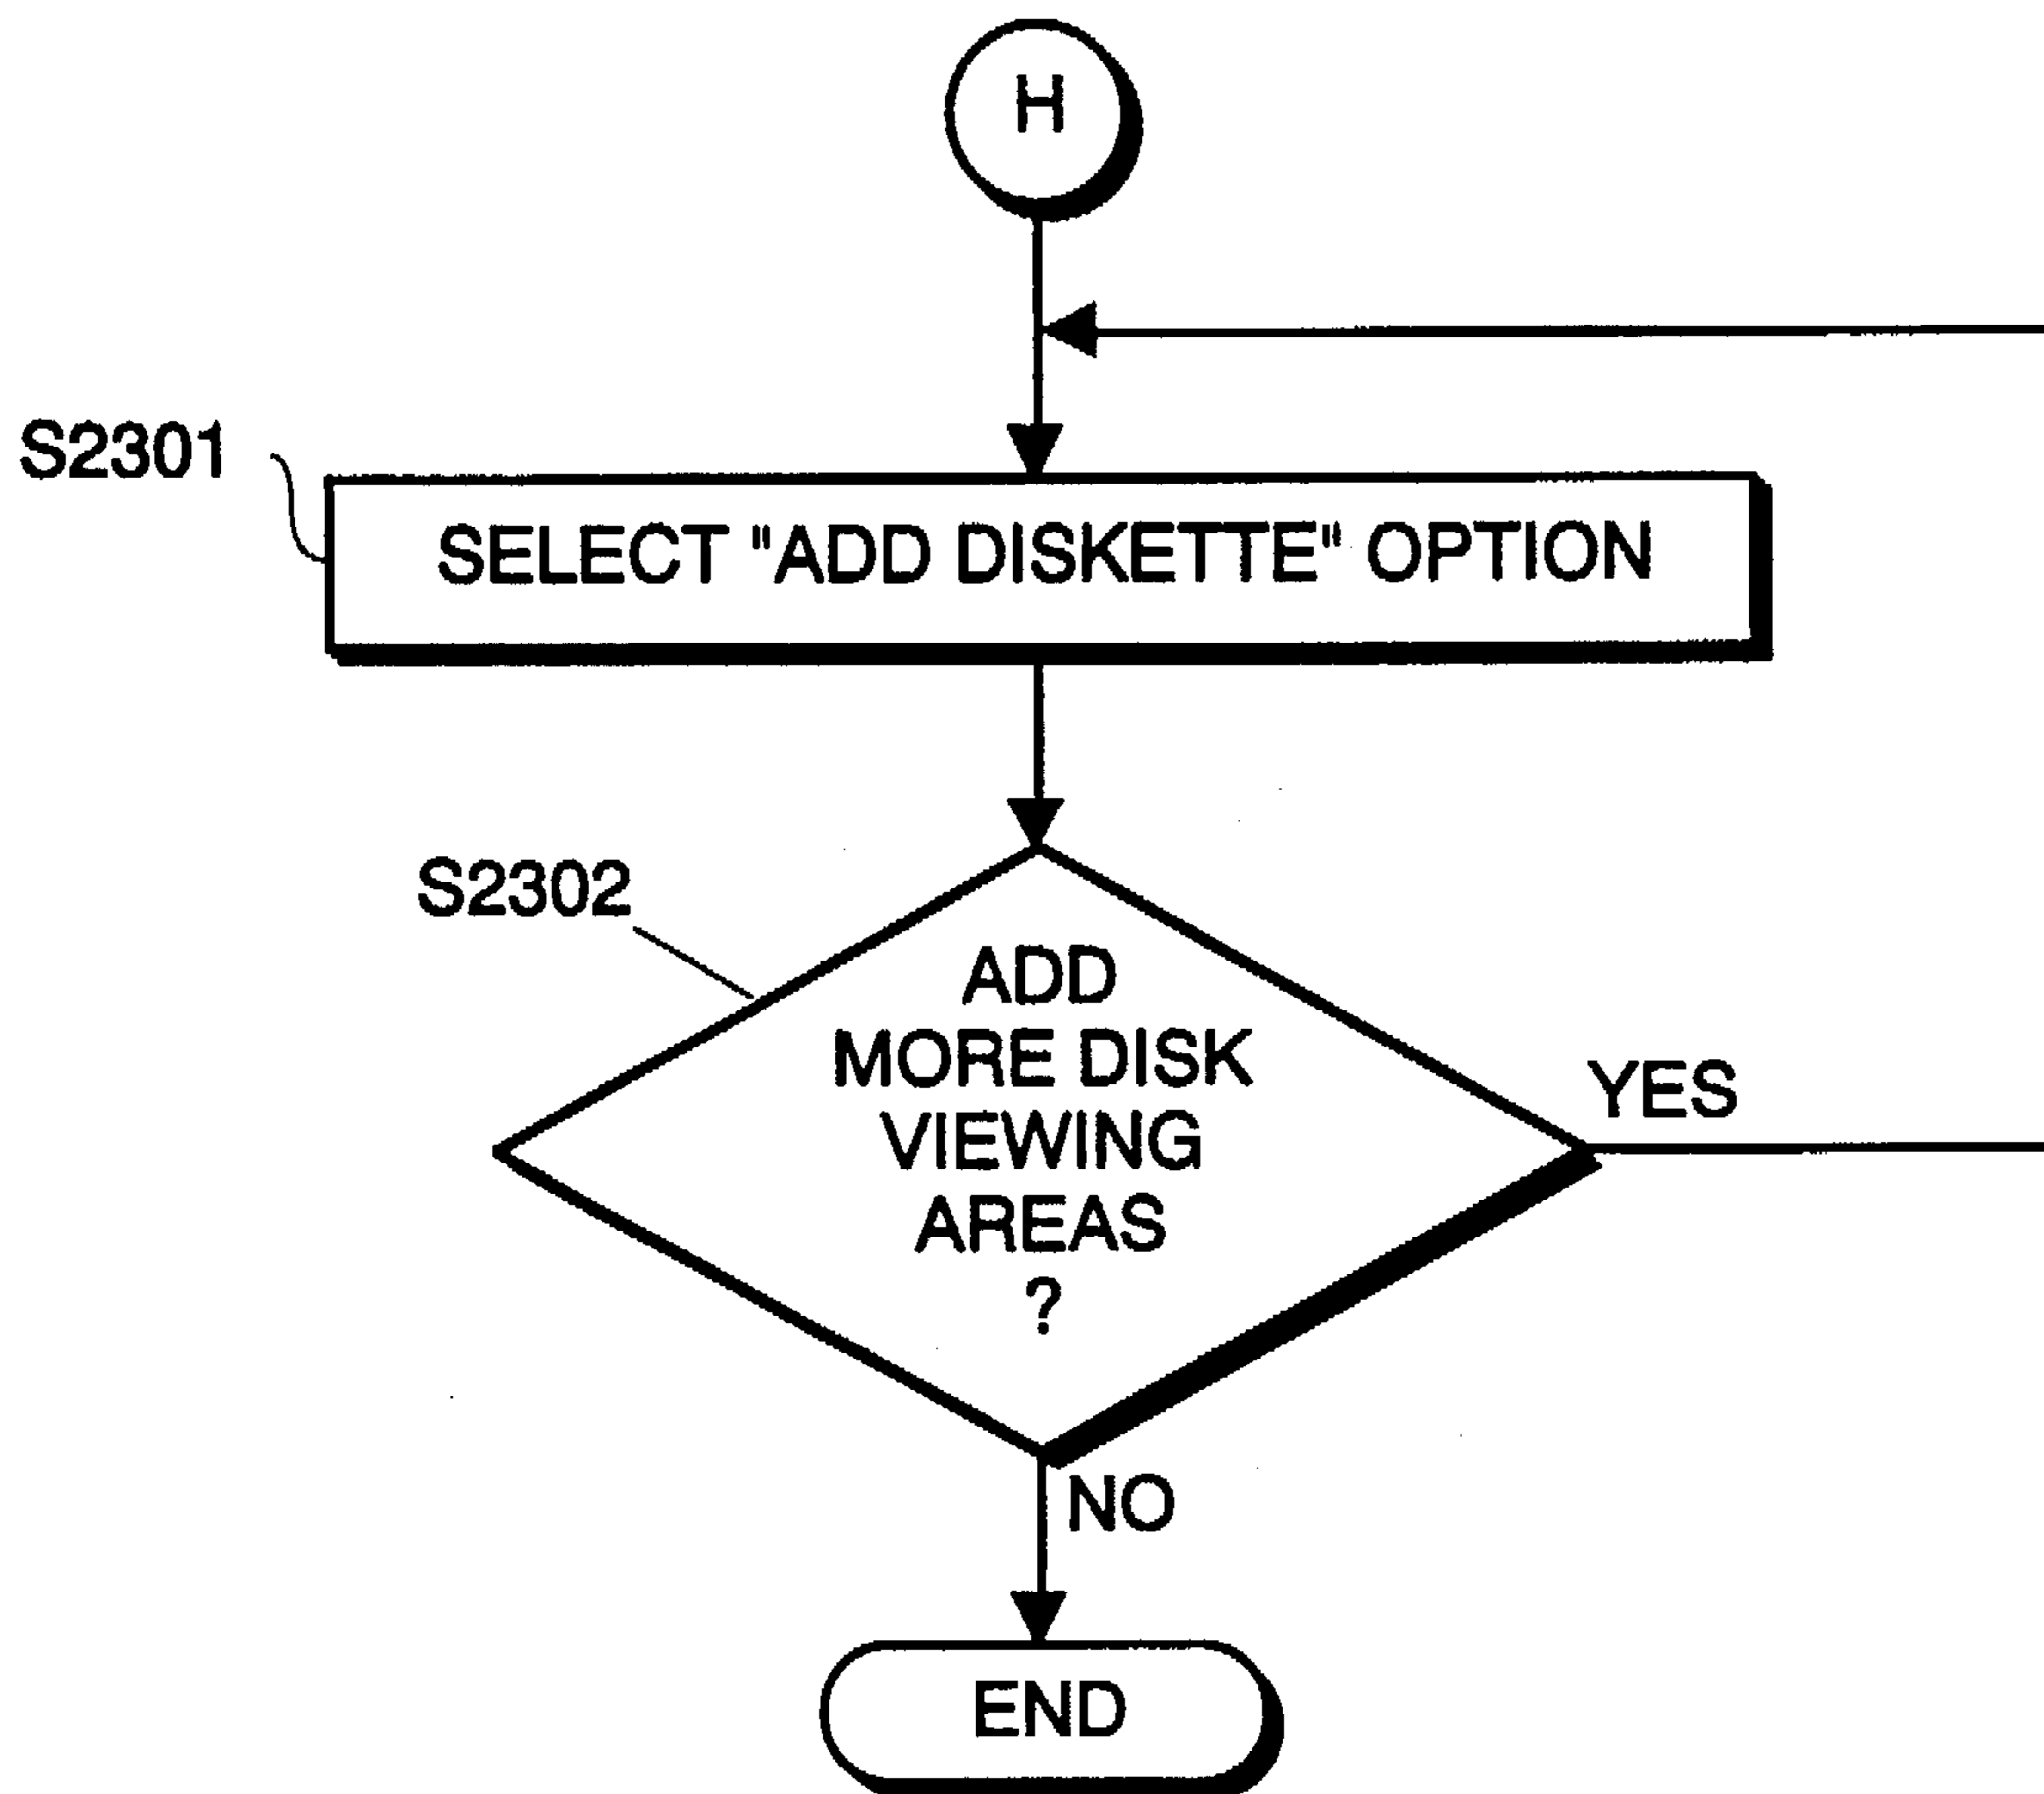 H
S2301
SELECT "ADD DISKETTE" OPTION
S2302
ADD
MORE DISK
VIEWING
AREAS
?
YES
NO
END